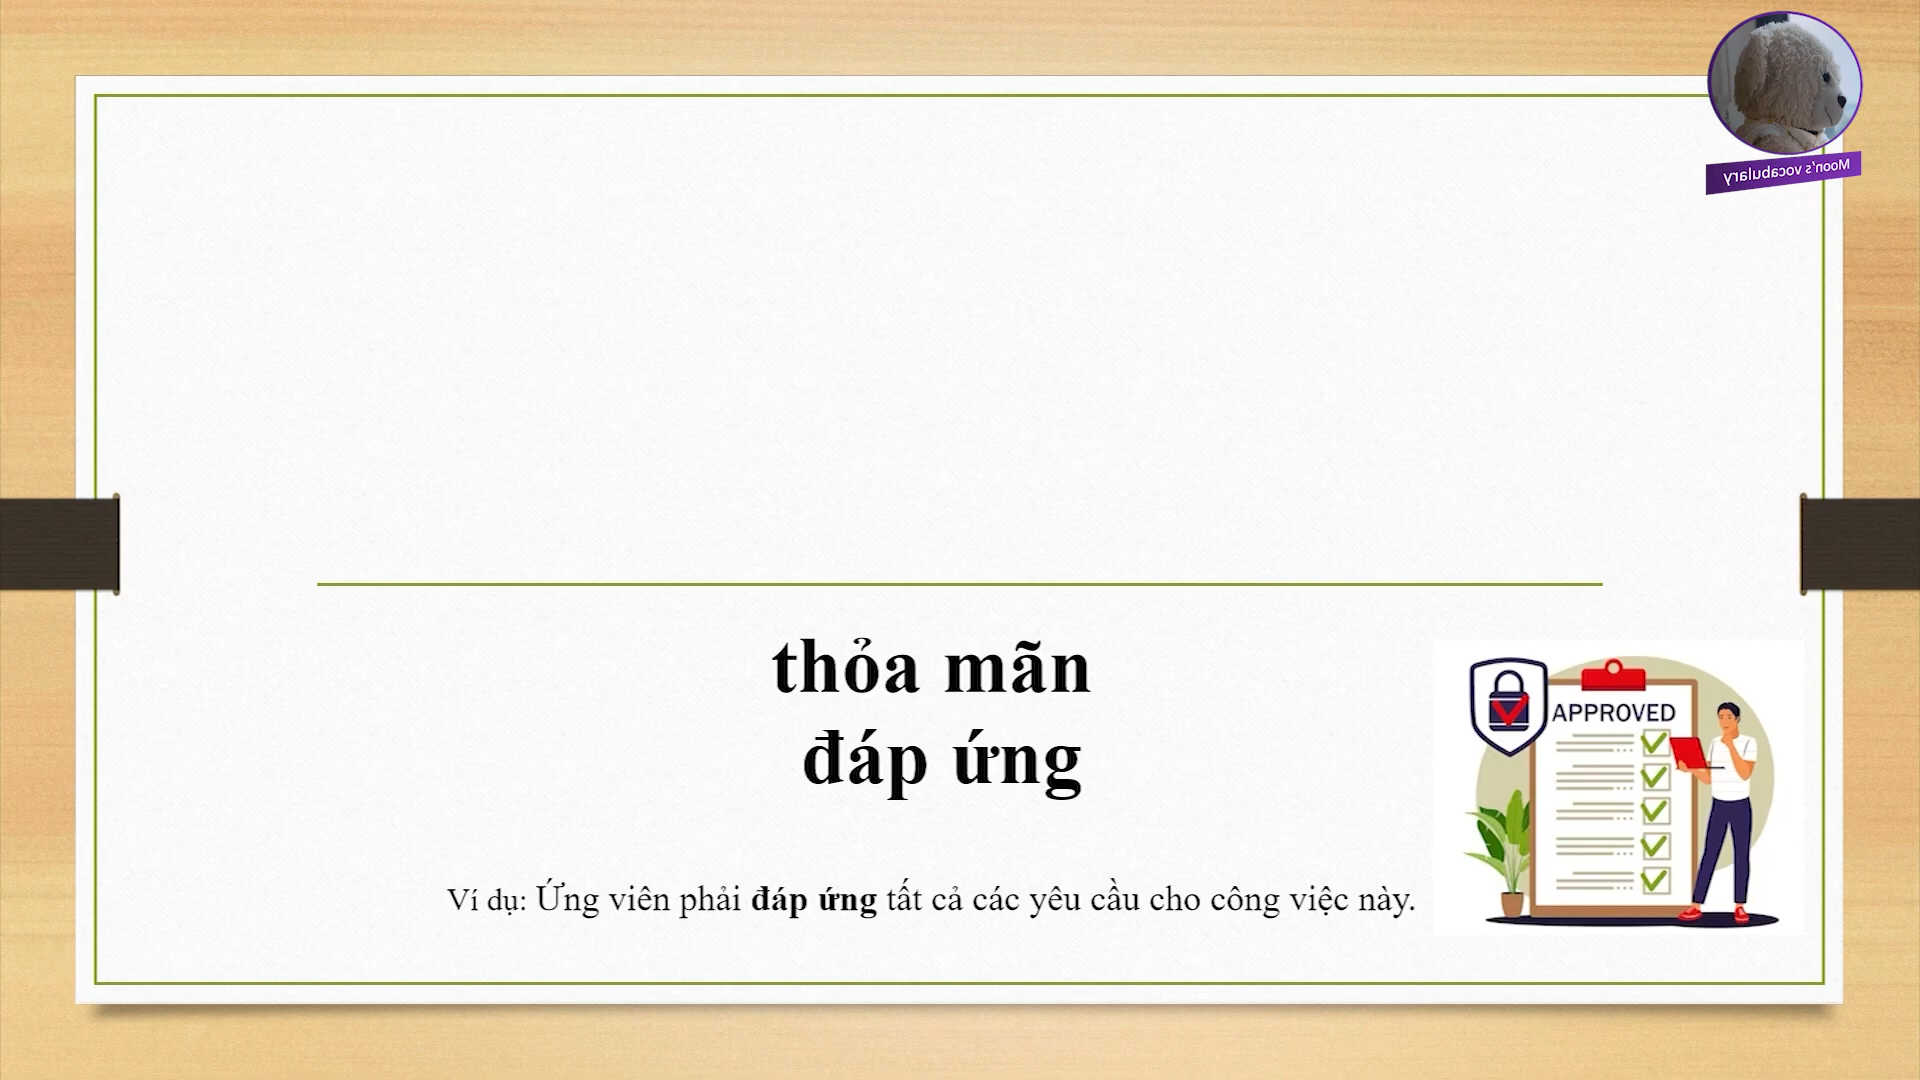 Moon's vocabulary
thỏa mãn
đáp ứng
APPROVED
Ví dụ: Ứng viên phải đáp ứng tất cả các yêu cầu cho công việc này.